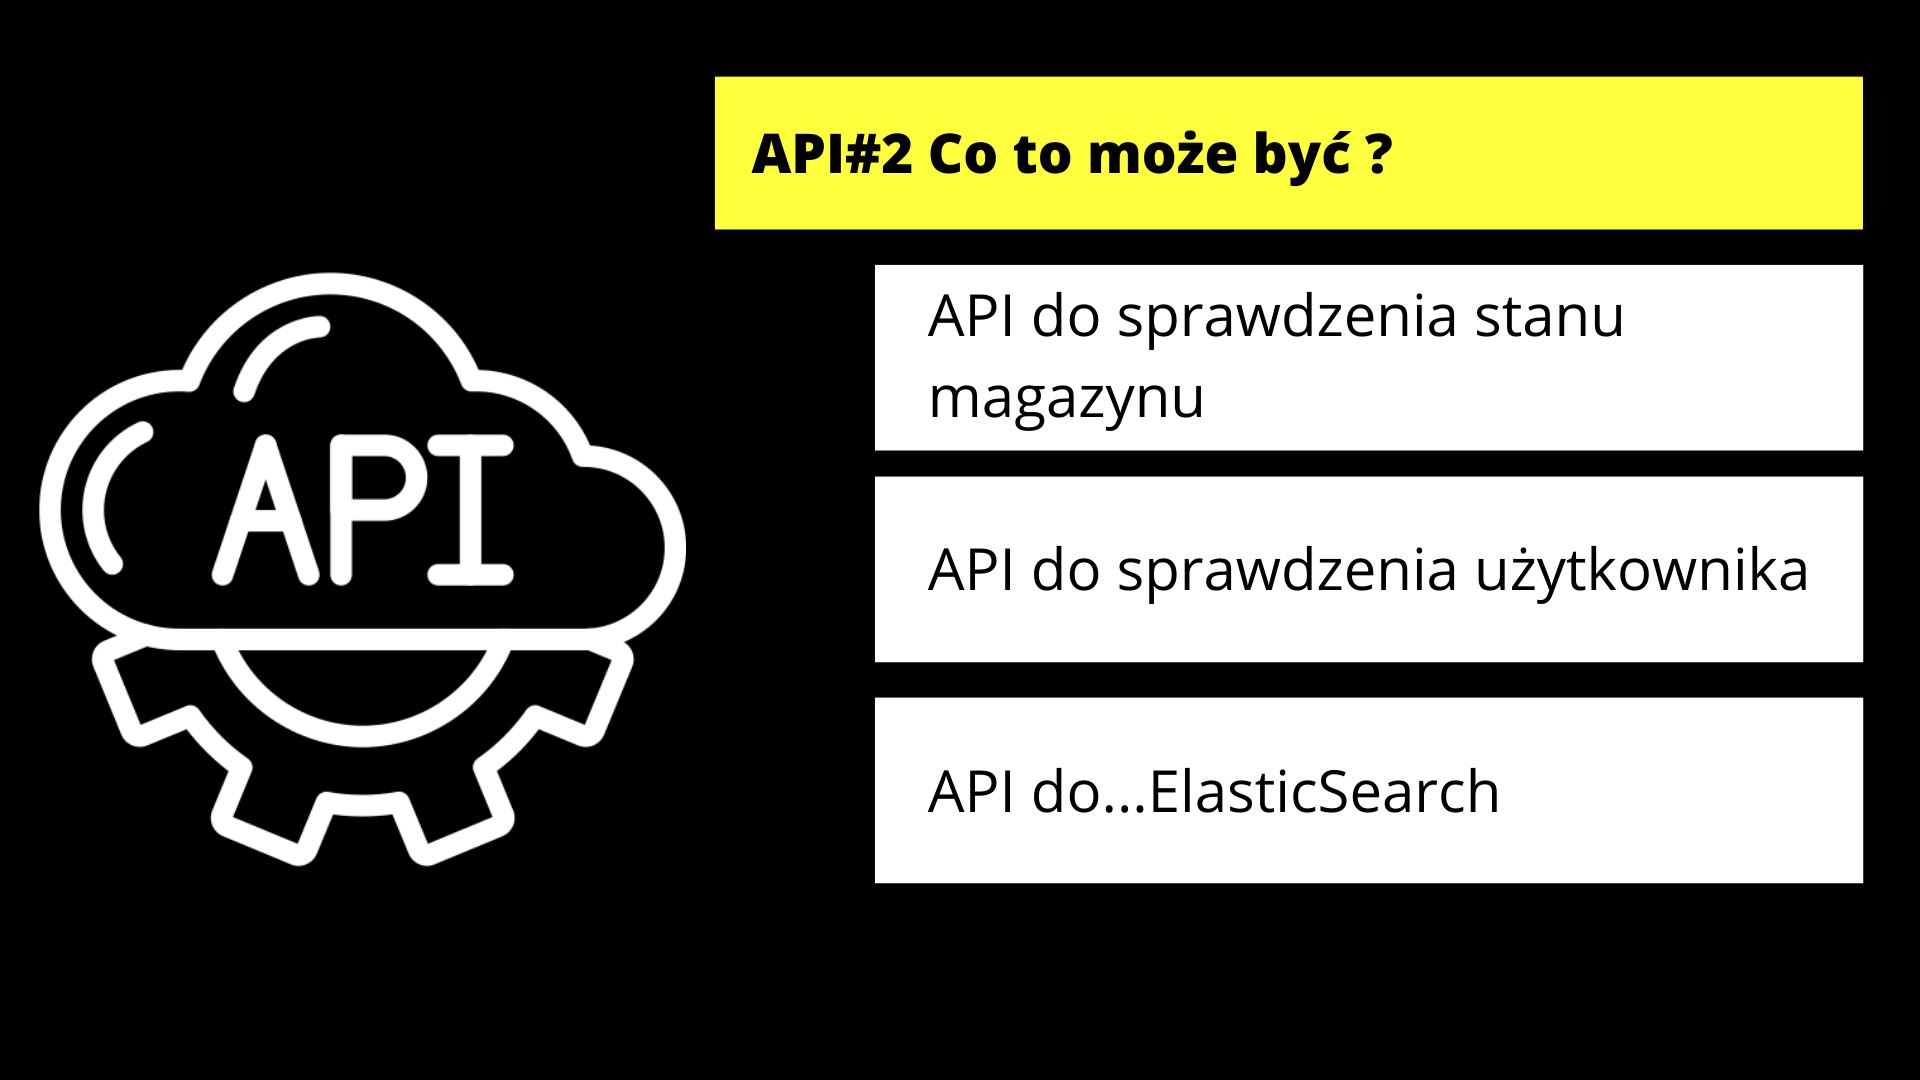 API#2 Co to może być ?
API
API do sprawdzenia stanu
magazynu
API do sprawdzenia użytkownika
API do...ElasticSearch